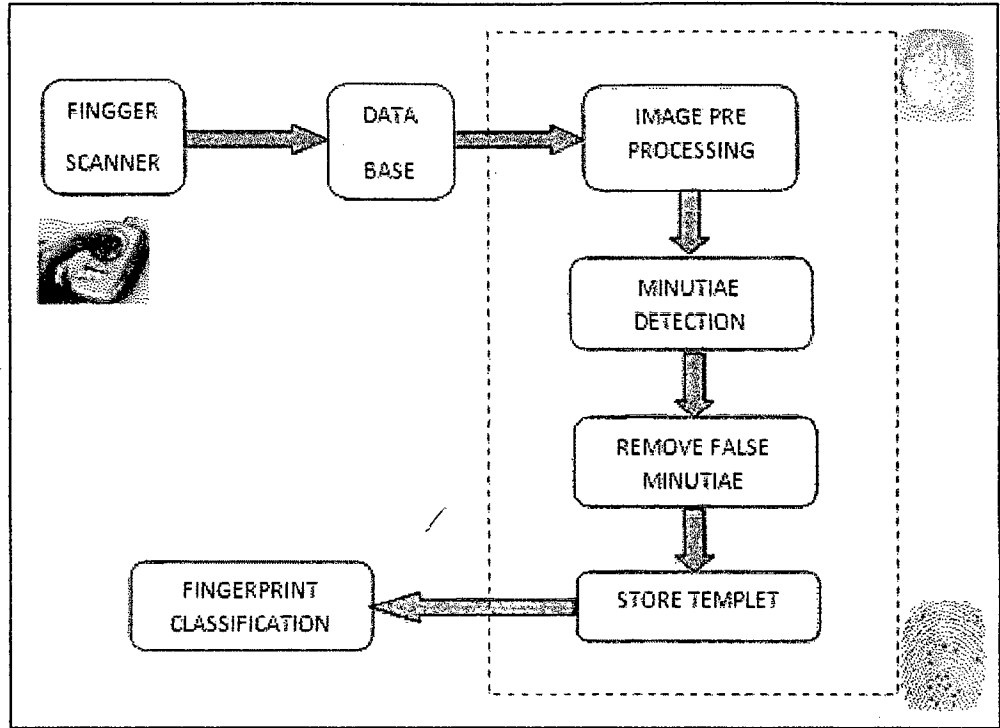 FINGGER
SCANNER
DATA
BASE
IMAGE PRE
PROCESSING
MINUTIAE
DETECTION
REMOVE FALSE
MINUTIAE
STORE TEMPLET
FINGERPRINT
CLASSIFICATION